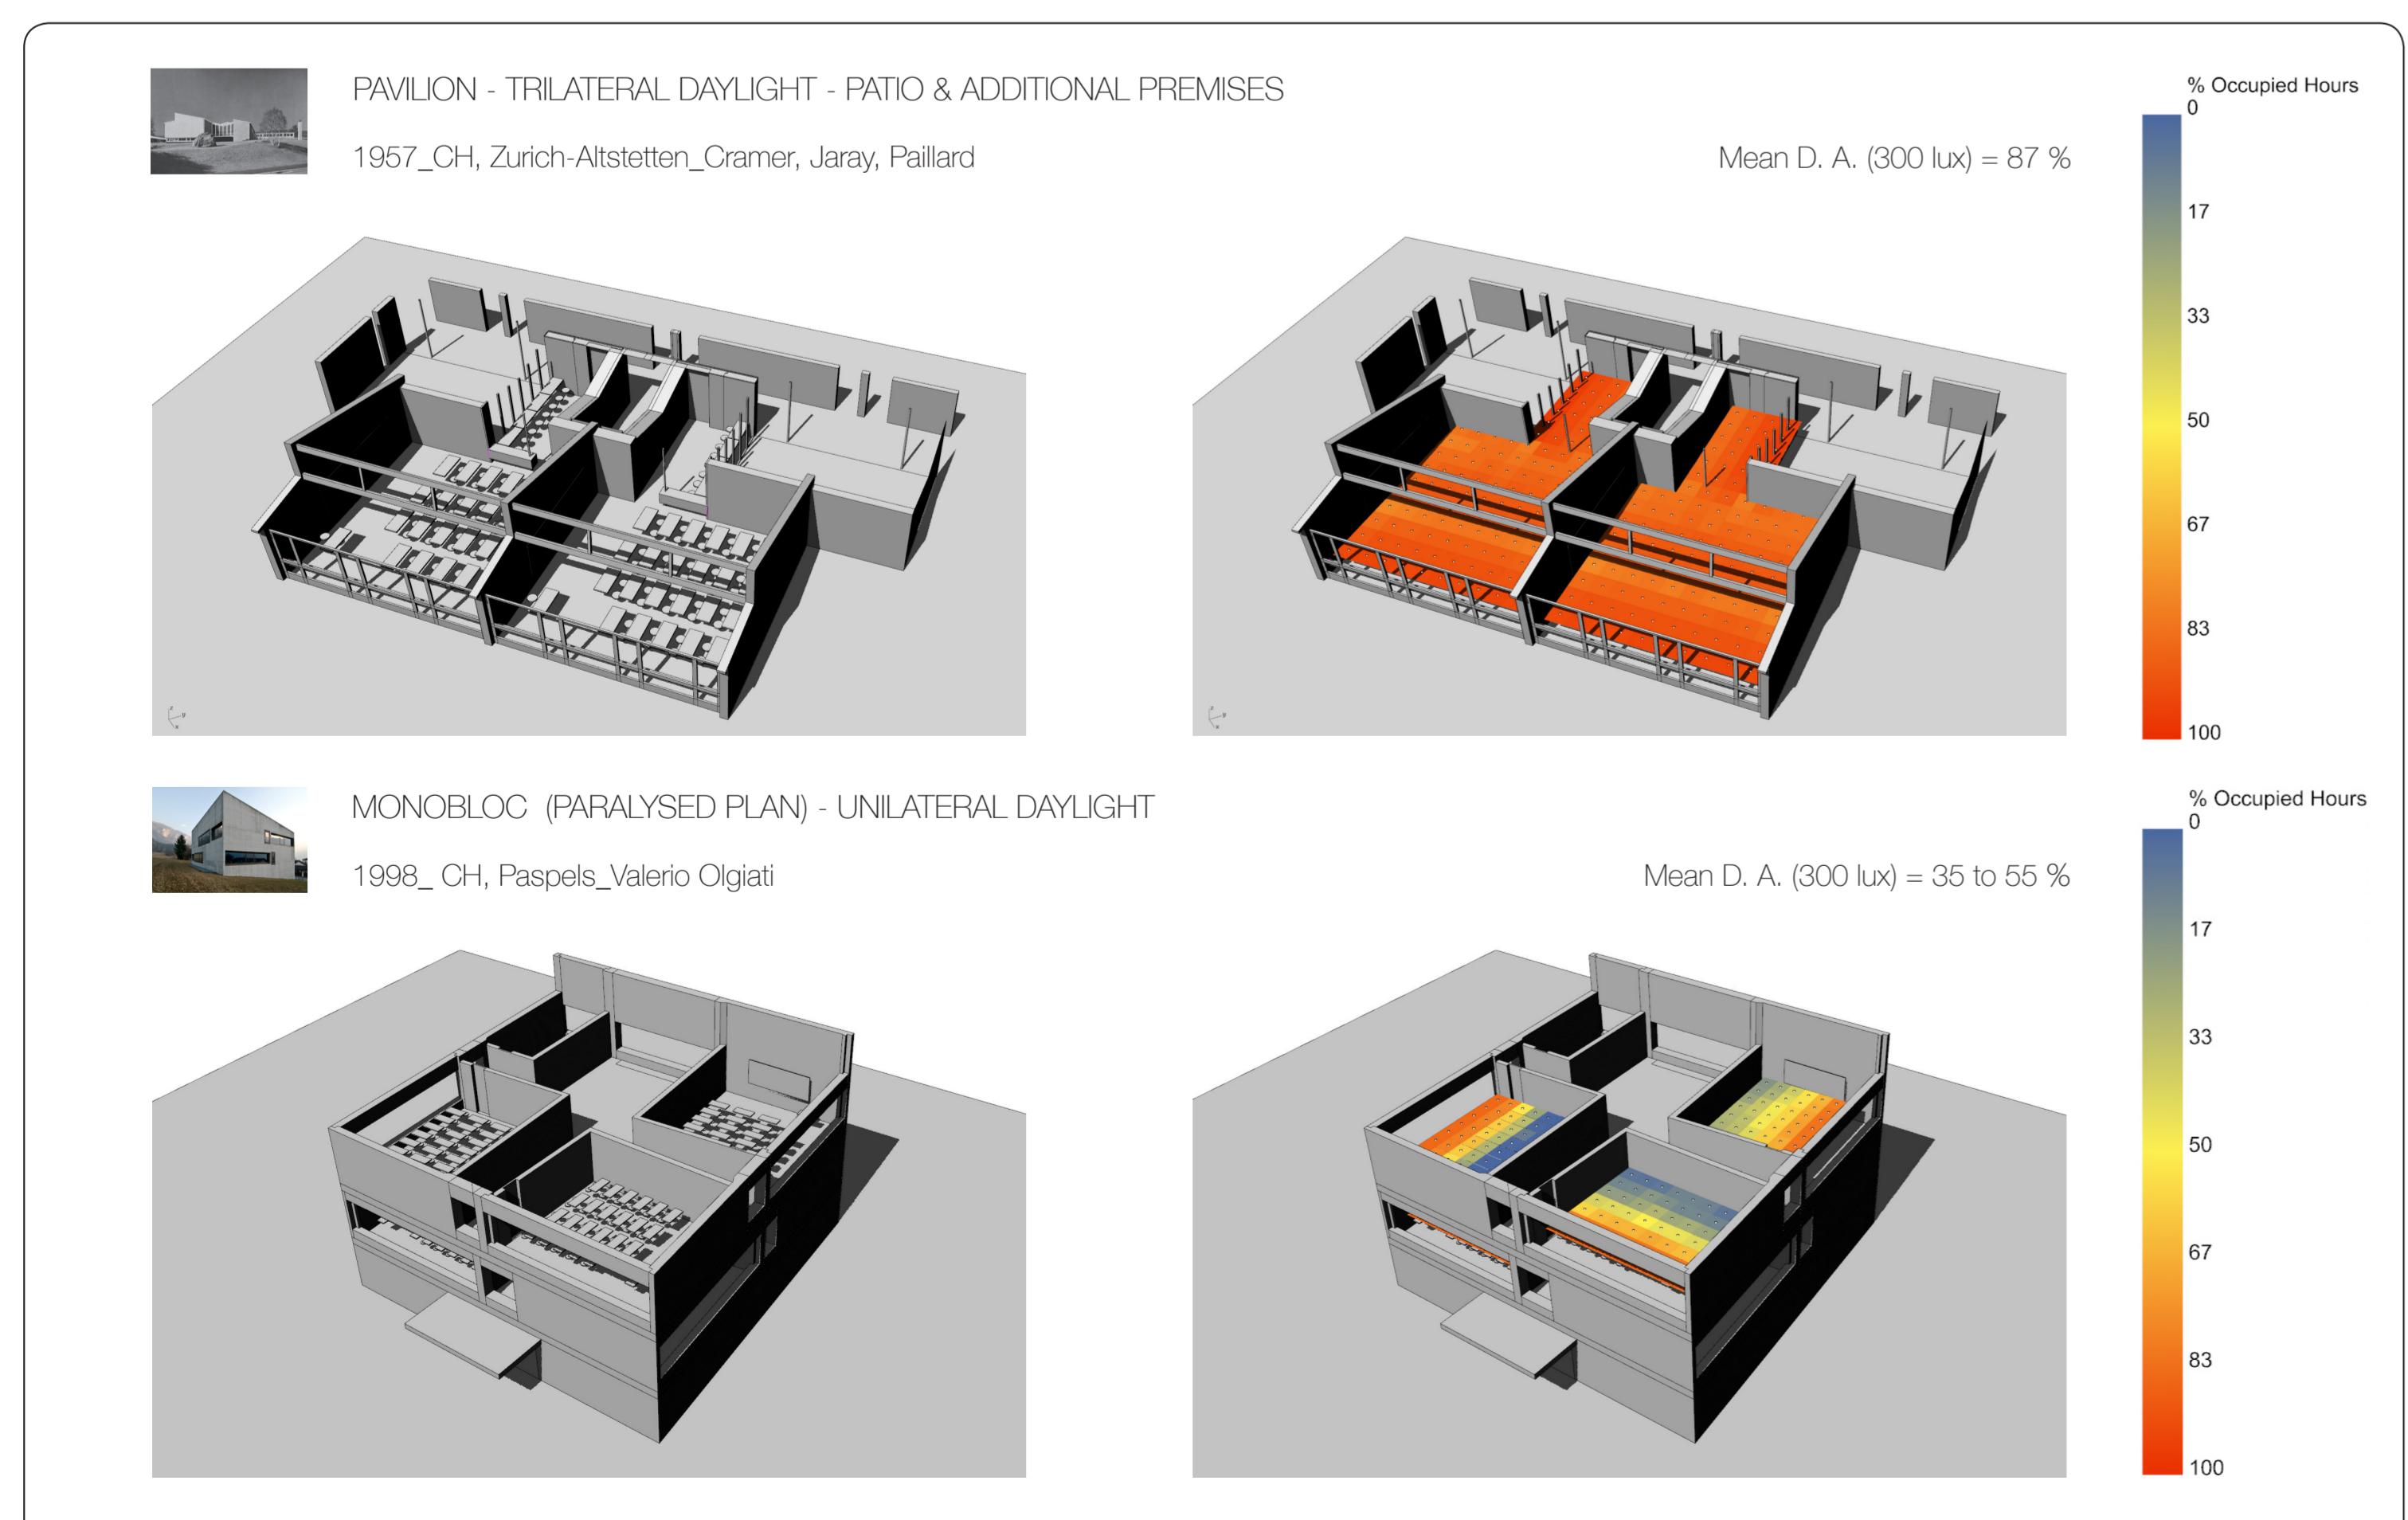 PAVILION - TRILATERAL DAYLIGHT - PATIO & ADDITIONAL PREMISES
1957_CH, Zurich-Altstetten_Cramer, Jaray, Paillard
Mean D. A. (300 lux) = 87 %
% Occupied Hours
0
17
33
50
67
83
100
z
y
x
z
y
x
MONOBLOC (PARALYSED PLAN) - UNILATERAL DAYLIGHT
1998_ CH, Paspels_Valerio Olgiati
Mean D. A. (300 lux) = 35 to 55 %
% Occupied Hours
0
17
33
50
67
83
100